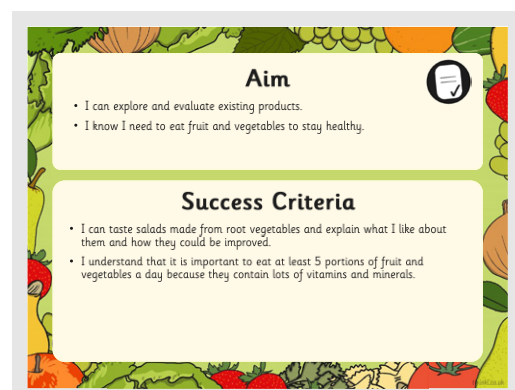 Aim
• I can explore and evaluate existing products.
• I know I need to eat fruit and vegetables to stay healthy.
Success Criteria
• I can taste salads made from root vegetables and explain what I like about
them and how they could be improved.
• I understand that it is important to eat at least 5 portions of fruit and
vegetables a day because they contain lots of vitamins and minerals.